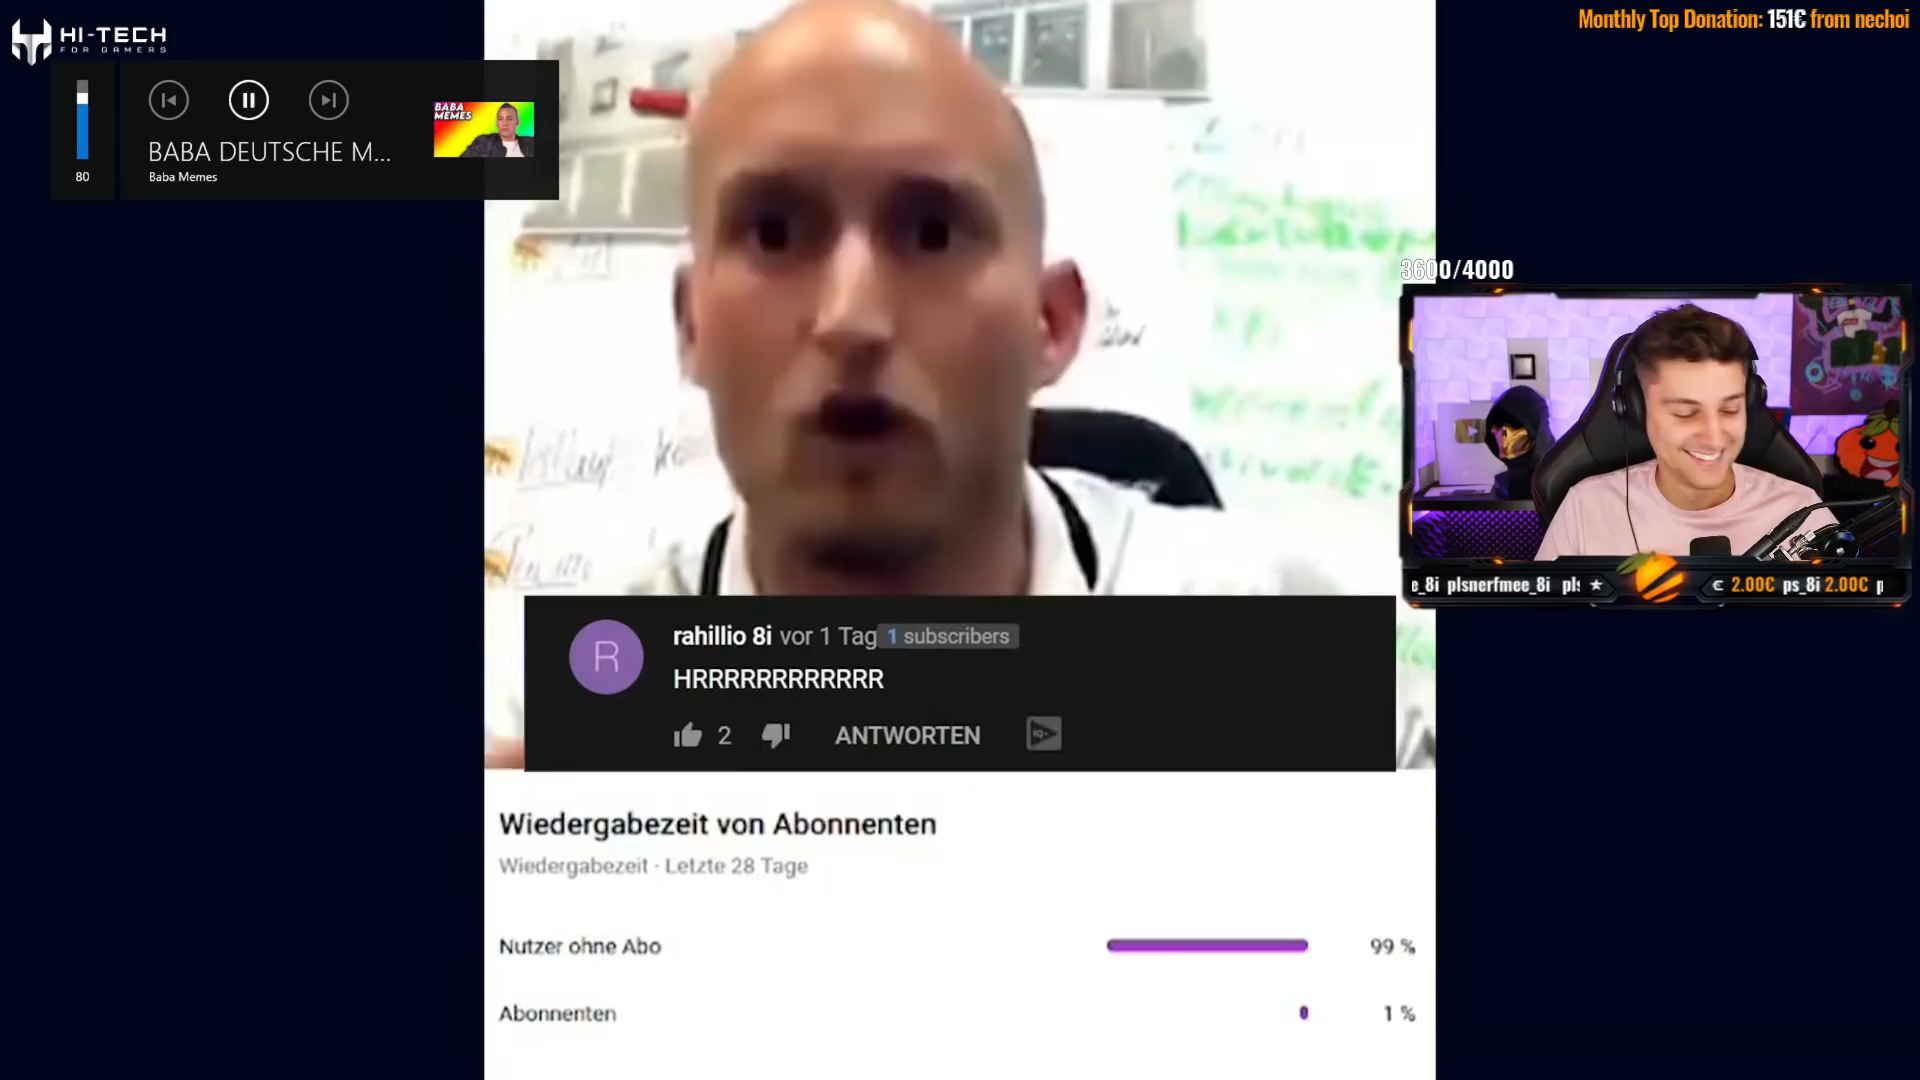 HI-TECH
FOR GAMERS
Monthly Top Donation: 151€ from nechoi
BABA DEUTSCHE M...
Baba Memes
80
BABA
MEMES
3600/4000
e_8i plsnerfmee_8i pls
€ 2.00€ ps_8i 2.00€ p
R
rahillio 8i vor 1 Tag 1 subscribers
HRRRRRRRRRRRR
2 ANTWORTEN
Wiedergabezeit von Abonnenten
Wiedergabezeit · Letzte 28 Tage
Nutzer ohne Abo 99 %
Abonnenten 1 %